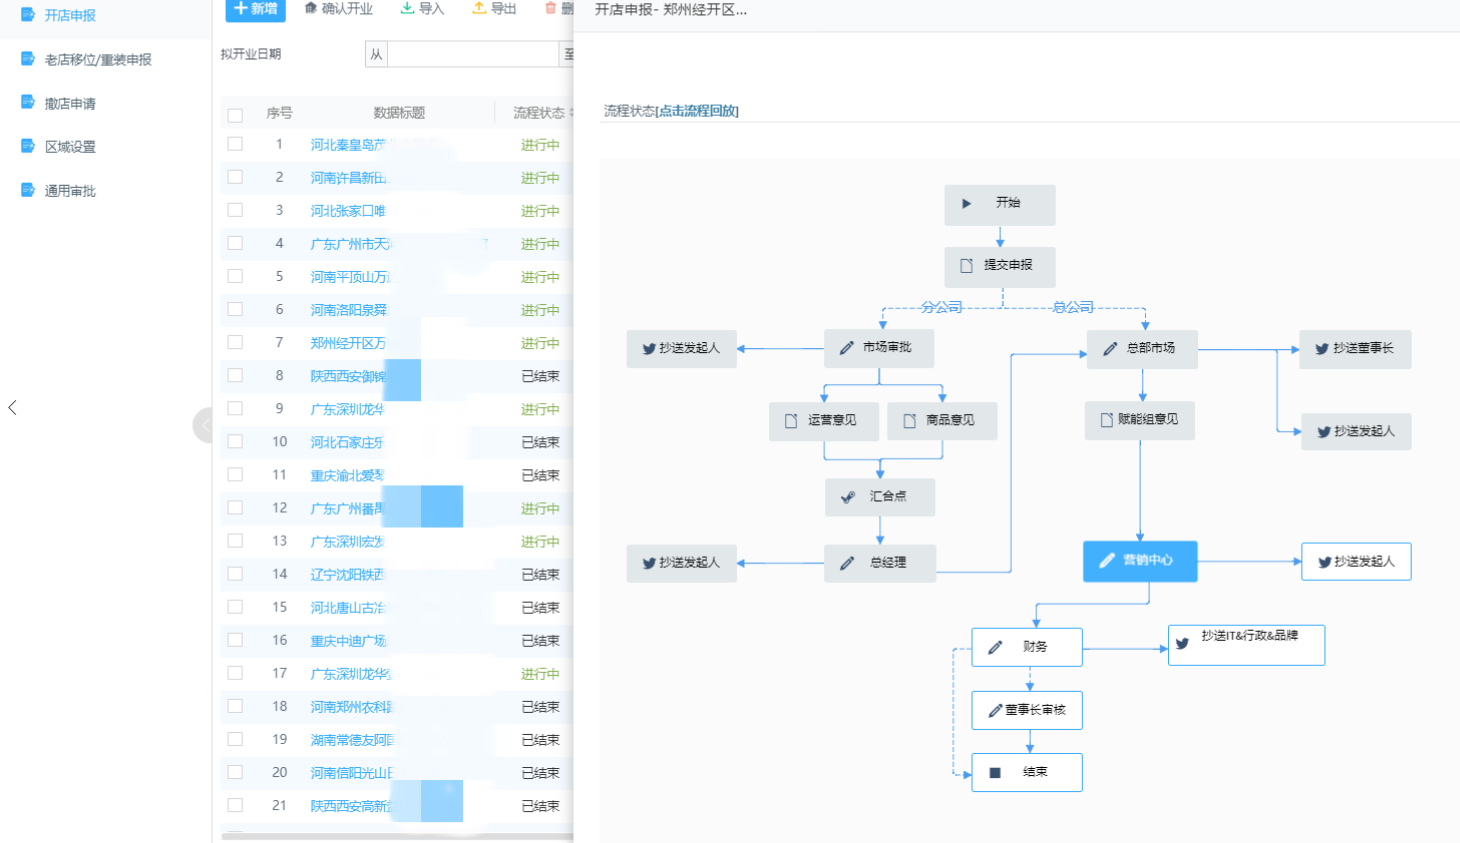 开店申报
老店移位/重装申报
撤店申请
区域设置
通用审批
新增
确认开业
导入
导出
拟开业日期
从
至
序号
数据标题
流程状态
1 河北秦皇岛茂 进行中
2 河南许昌新田 进行中
3 河北张家口唯 进行中
4 广东广州市天河 进行中
5 河南平顶山万 进行中
6 河南洛阳泉舜 进行中
7 郑州经开区万 进行中
8 陕西西安御锦 已结束
9 广东深圳龙华 进行中
10 河北石家庄乐 已结束
11 重庆渝北爱琴 已结束
12 广东广州番禺 进行中
13 广东深圳宏发 进行中
14 辽宁沈阳铁西 已结束
15 河北唐山古冶 已结束
16 重庆中迪广场 已结束
17 广东深圳龙华 进行中
18 河南郑州农科路 已结束
19 湖南常德友阿国 已结束
20 河南信阳光山 已结束
21 陕西西安高新 已结束
开店申报- 郑州经开区...
流程状态[点击流程回放]
开始
提交申报
分公司
总公司
抄送发起人
市场审批
总部市场
抄送董事长
运营意见
商品意见
赋能组意见
抄送发起人
汇合点
抄送发起人
总经理
营销中心
抄送发起人
财务
抄送IT&行政&品牌
董事长审核
结束